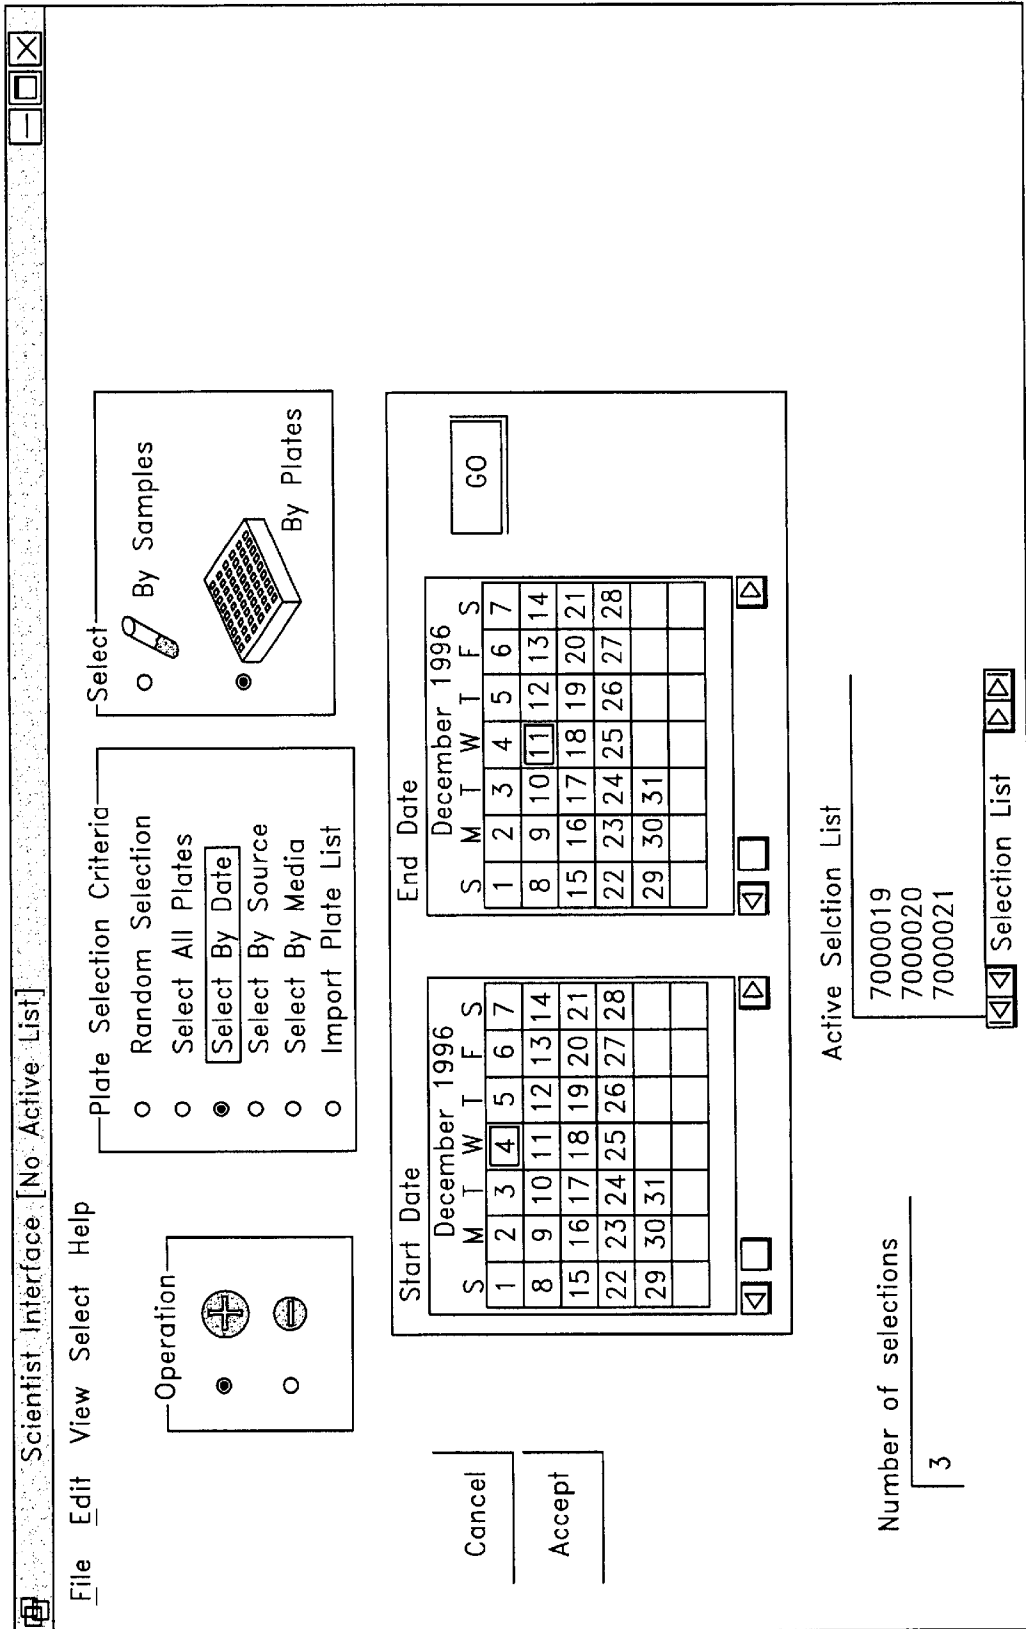 Scientist Interface [No Active List]
File Edit View Select Help
Operation
Plate Selection Criteria
Random Selection
Select All Plates
Select By Date
Select By Source
Select By Media
Import Plate List
Select
By Samples
By Plates
Cancel
Accept
Start Date
December 1996
S M T W T F S
1 2 3 4 5 6 7
8 9 10 11 12 13 14
15 16 17 18 19 20 21
22 23 24 25 26 27 28
29 30 31
End Date
December 1996
S M T W T F S
1 2 3 4 5 6 7
8 9 10 11 12 13 14
15 16 17 18 19 20 21
22 23 24 25 26 27 28
29 30 31
GO
Number of selections
3
Active Selction List
7000019
7000020
7000021
Selection List